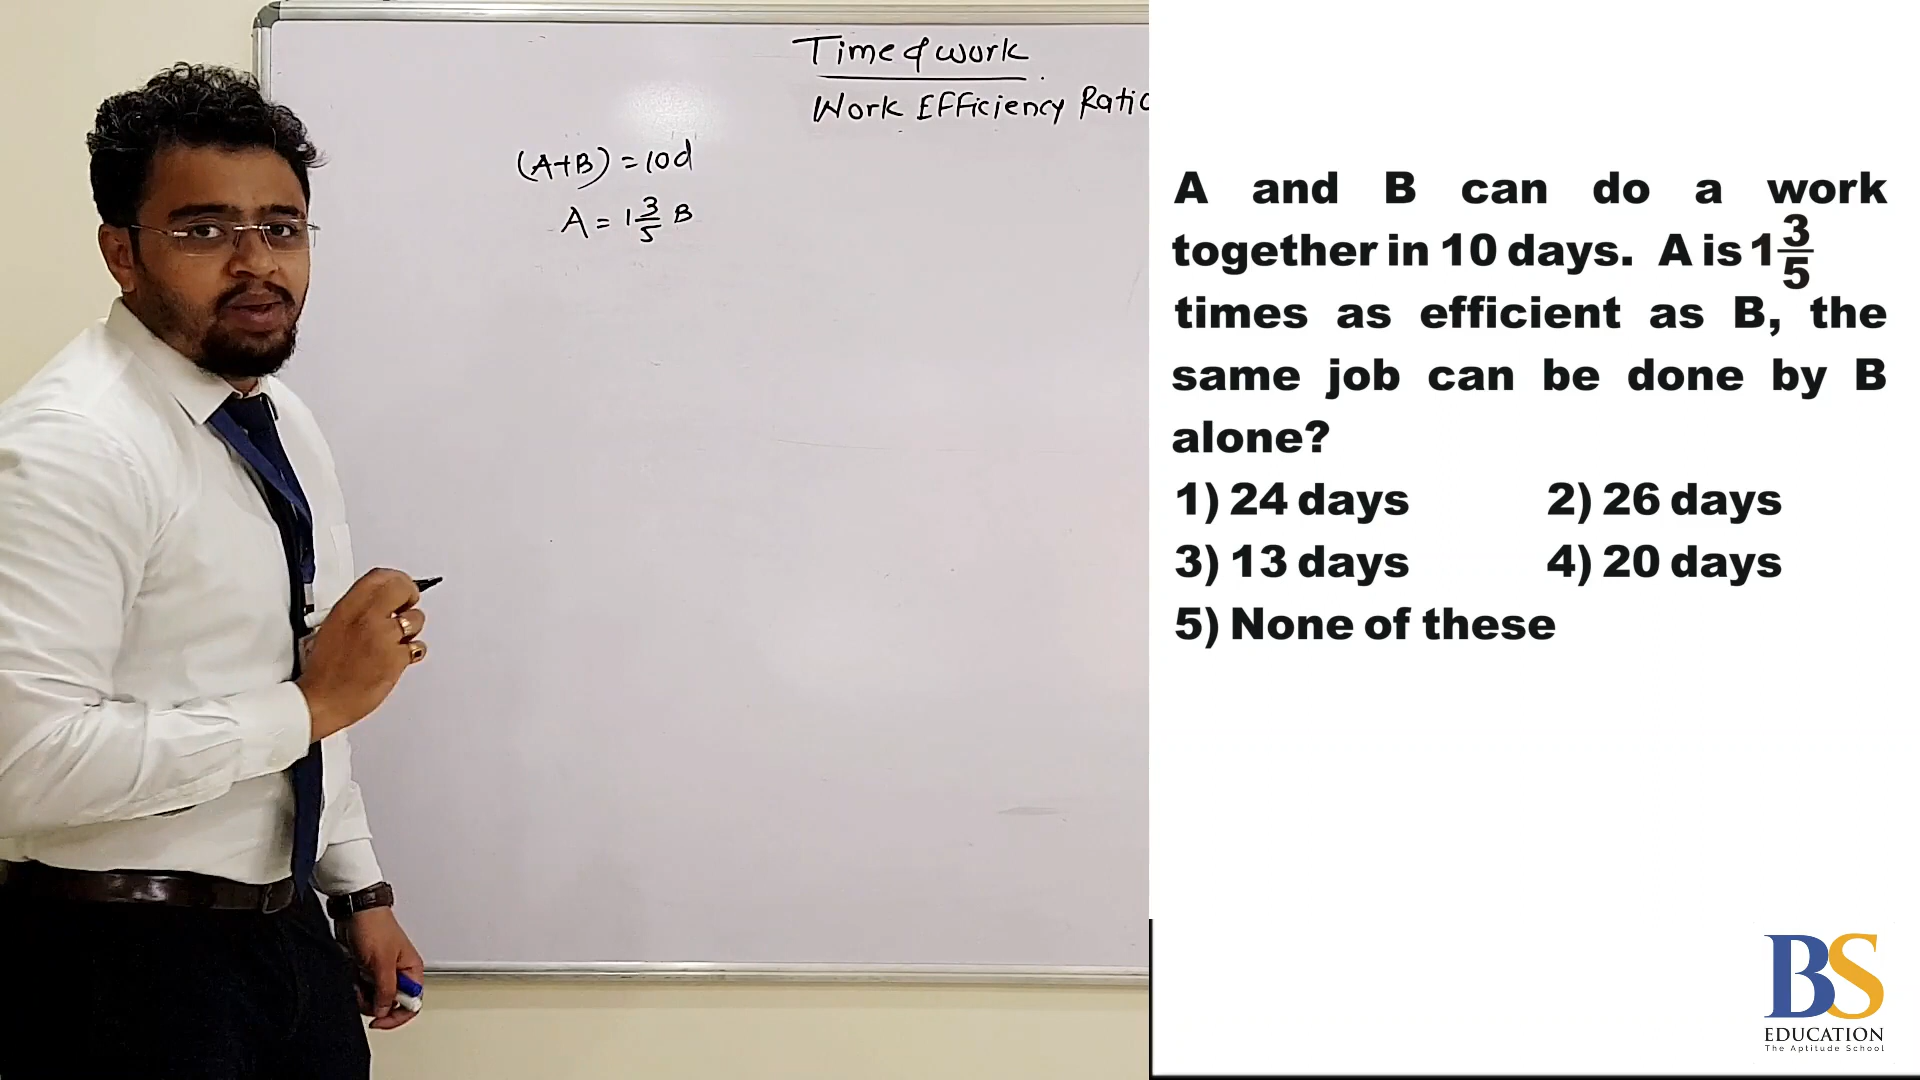 Time & work
Work Efficiency Ratio
(A+B) = 10d
A = 1 3/5 B
A and B can do a work
together in 10 days. A is 1 3/5
times as efficient as B, the
same job can be done by B
alone?
1) 24 days 2) 26 days
3) 13 days 4) 20 days
5) None of these
BS
EDUCATION
The Aptitude School